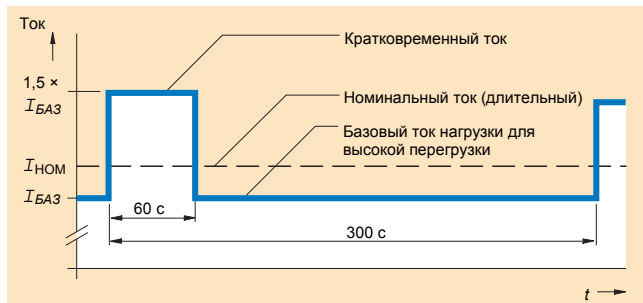 Ток
Кратковременный ток
1,5 ×
IБАЗ
Номинальный ток (длительный)
Базовый ток нагрузки для
высокой перегрузки
IНОМ
IБАЗ
60 с
300 с
t